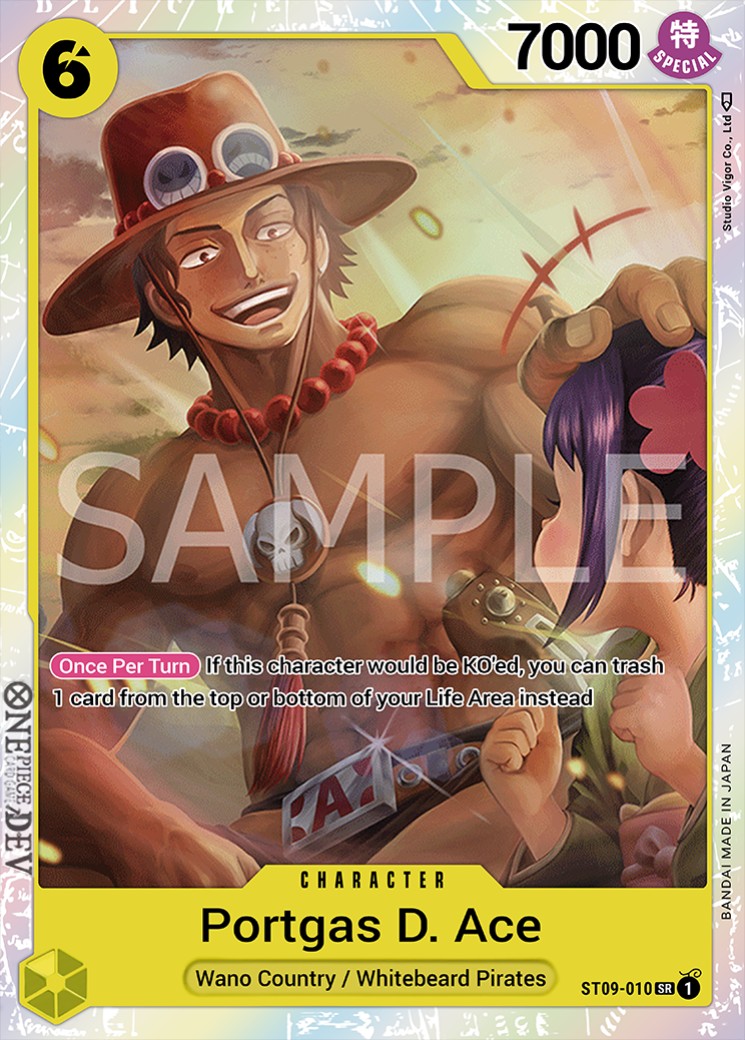 6
7000
特
SPECIAL
Studio Vigor Co., Ltd
SAMPLE
Once Per Turn If this character would be KO'ed, you can trash
1 card from the top or bottom of your Life Area instead
ONE PIECE
CARD GAME
DEV
BANDAI MADE IN JAPAN
CHARACTER
Portgas D. Ace
Wano Country / Whitebeard Pirates
ST09-010 SR 1